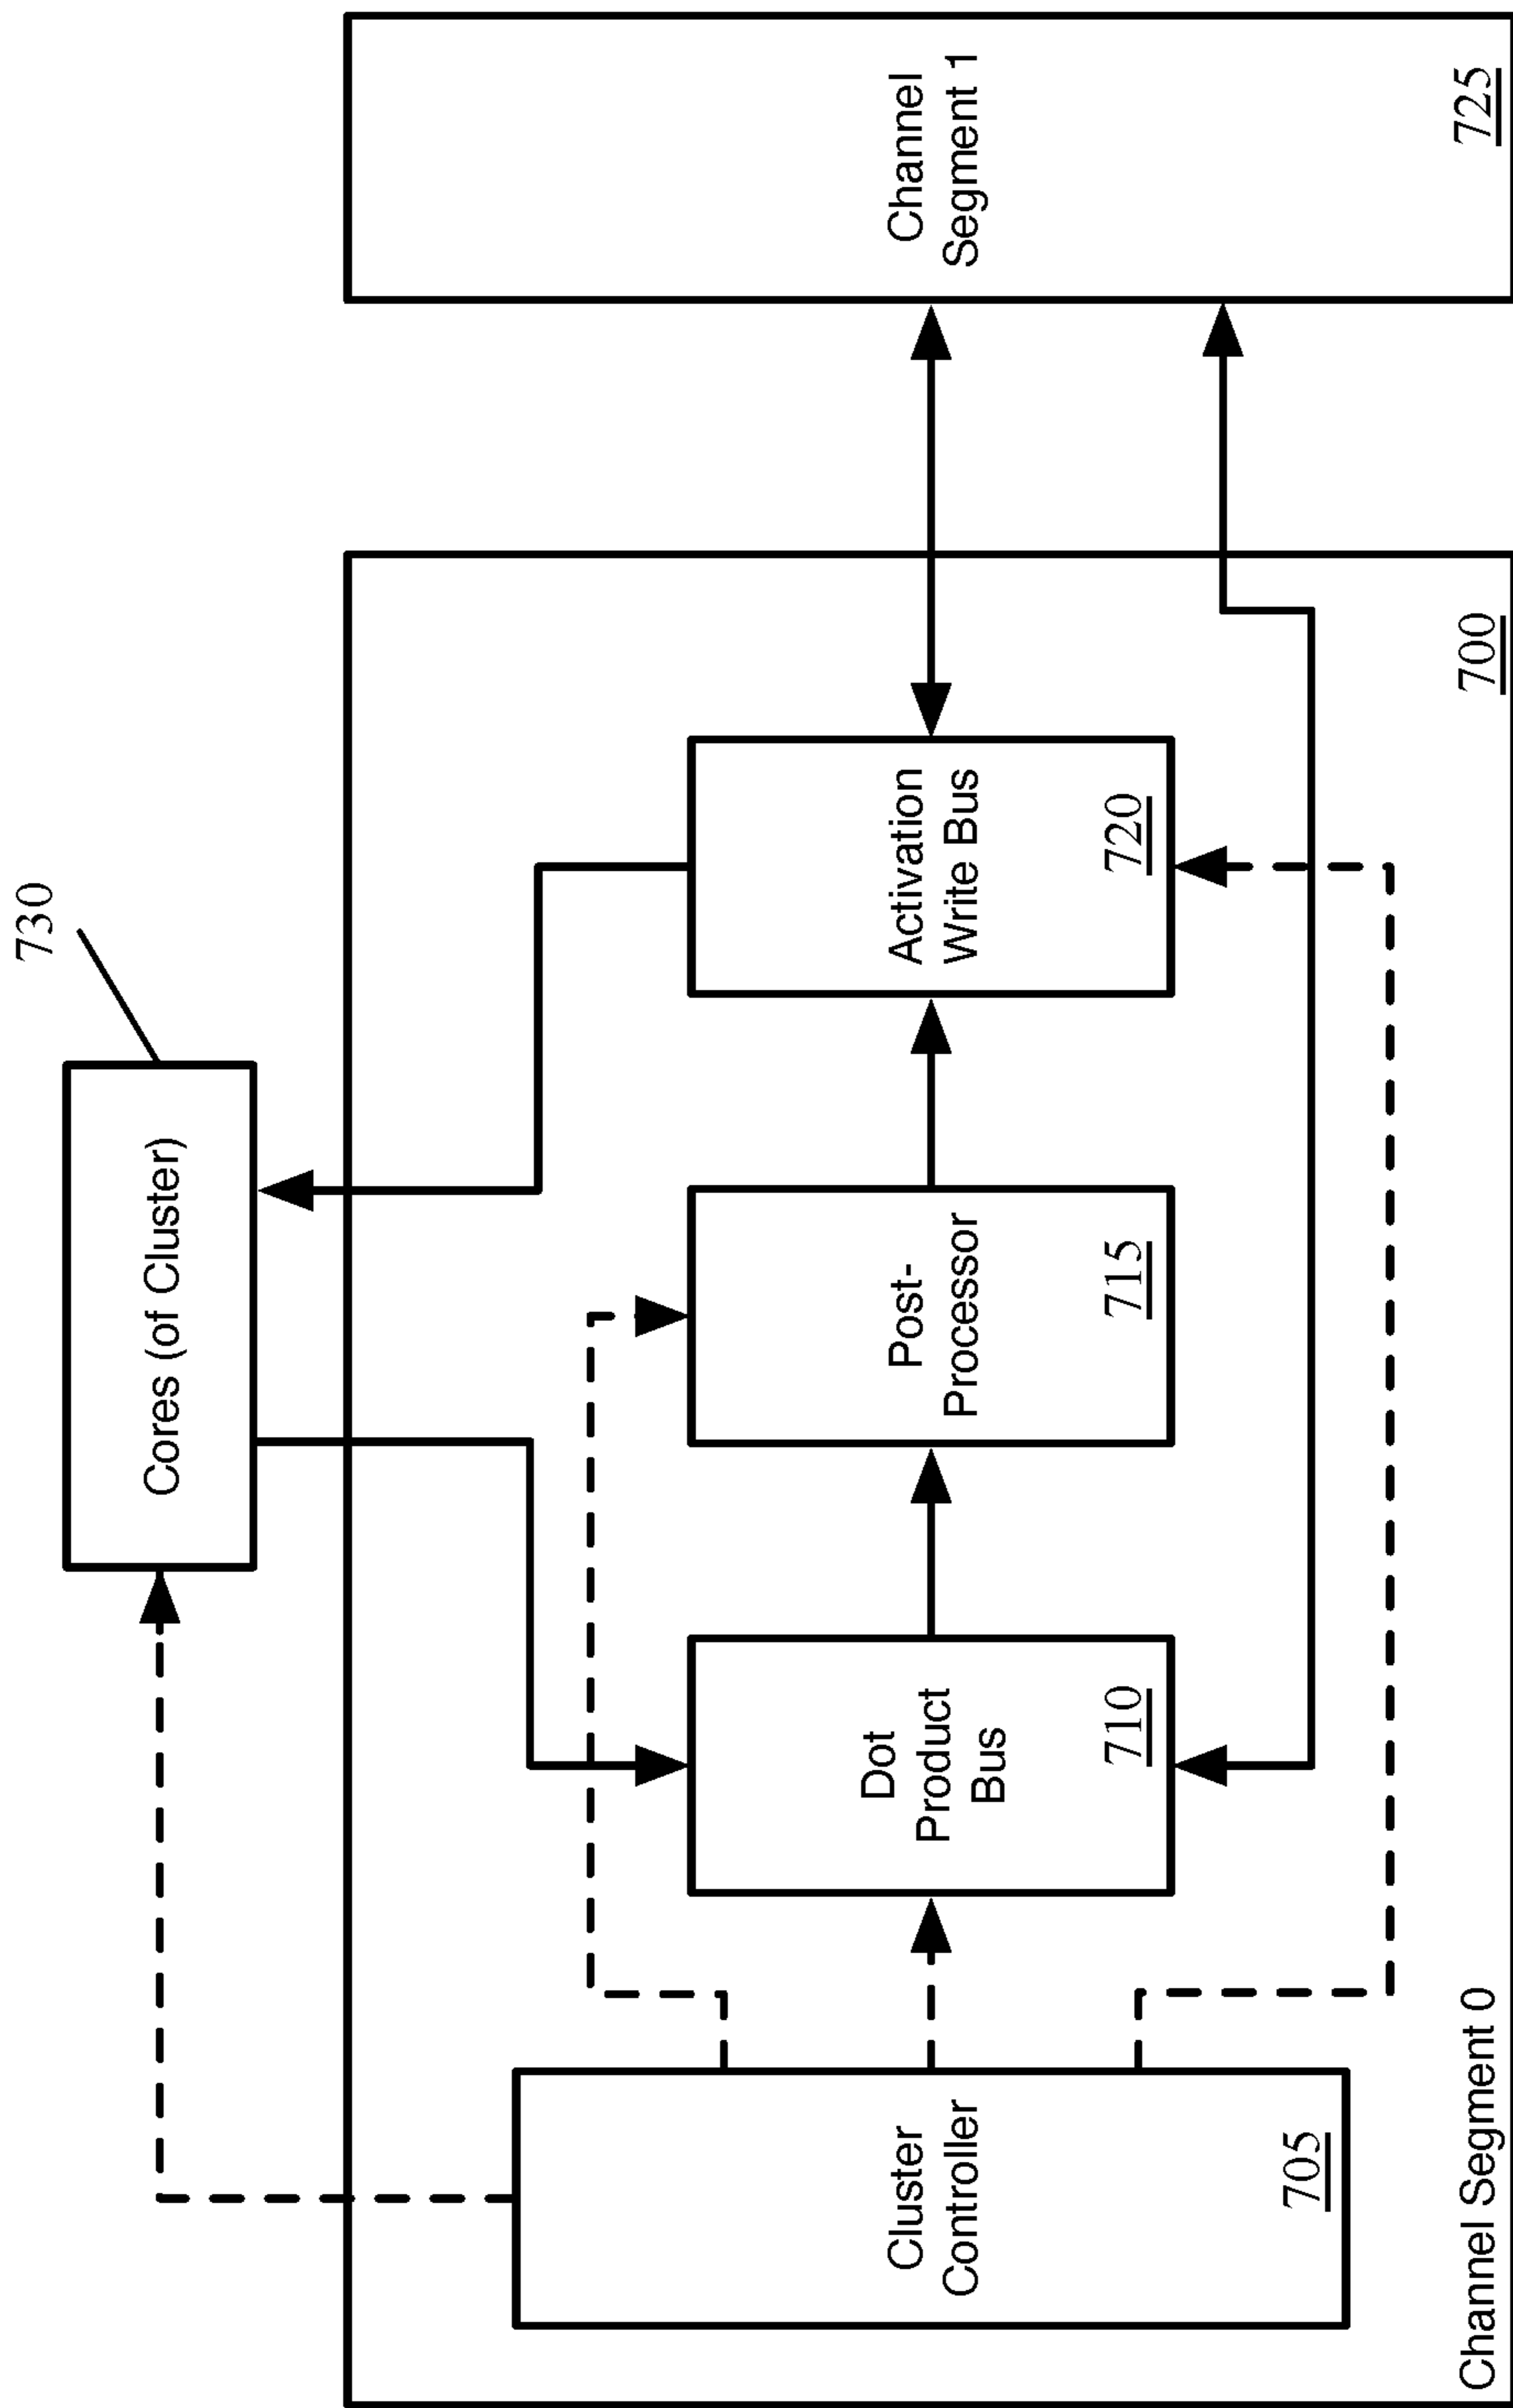 730
Cores (of Cluster)
Cluster
Controller
705
Dot
Product
Bus
710
Post-
Processor
715
Activation
Write Bus
720
Channel
Segment 1
725
Channel Segment 0
700